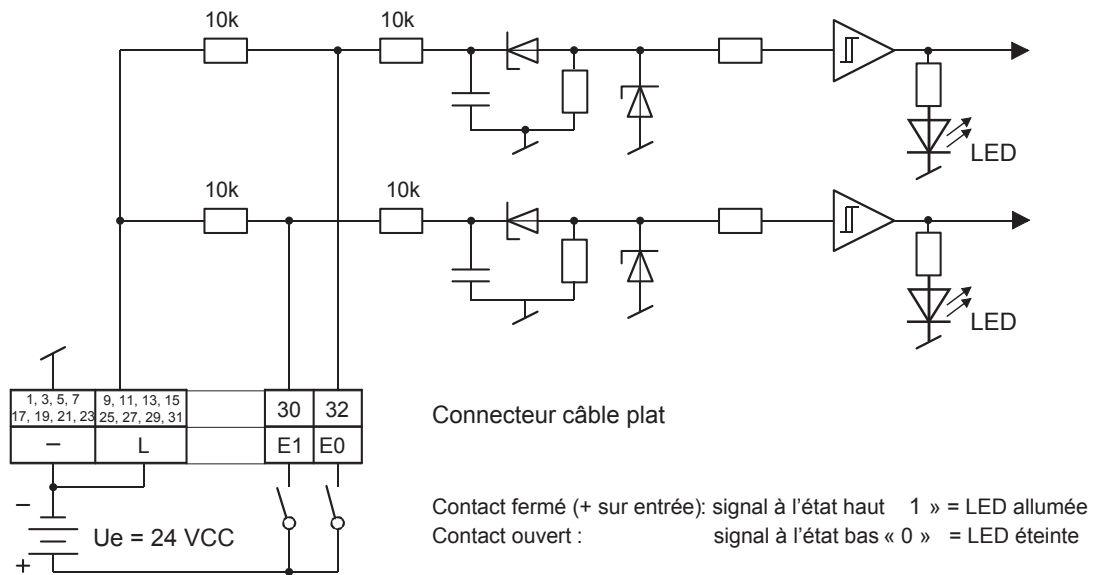 10k
10k
LED
10k
10k
LED
1, 3, 5, 7
17, 19, 21, 23
9, 11, 13, 15
25, 27, 29, 31
30
32
Connecteur câble plat
–
L
E1
E0
–
Ue = 24 VCC
+
Contact fermé (+ sur entrée): signal à l’état haut 1 » = LED allumée
Contact ouvert : signal à l’état bas « 0 » = LED éteinte